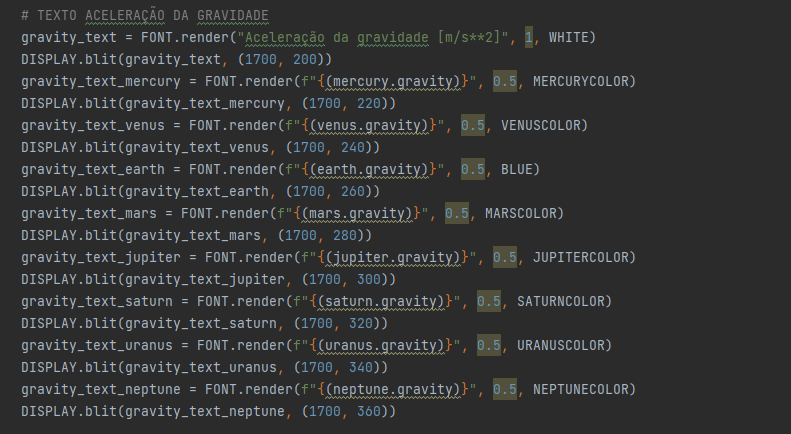 # TEXTO ACELERAÇÃO DA GRAVIDADE
gravity_text = FONT.render("Aceleração da gravidade [m/s**2]", 1, WHITE)
DISPLAY.blit(gravity_text, (1700, 200))
gravity_text_mercury = FONT.render(f"{(mercury.gravity)}", 0.5, MERCURYCOLOR)
DISPLAY.blit(gravity_text_mercury, (1700, 220))
gravity_text_venus = FONT.render(f"{(venus.gravity)}", 0.5, VENUSCOLOR)
DISPLAY.blit(gravity_text_venus, (1700, 240))
gravity_text_earth = FONT.render(f"{(earth.gravity)}", 0.5, BLUE)
DISPLAY.blit(gravity_text_earth, (1700, 260))
gravity_text_mars = FONT.render(f"{(mars.gravity)}", 0.5, MARSCOLOR)
DISPLAY.blit(gravity_text_mars, (1700, 280))
gravity_text_jupiter = FONT.render(f"{(jupiter.gravity)}", 0.5, JUPITERCOLOR)
DISPLAY.blit(gravity_text_jupiter, (1700, 300))
gravity_text_saturn = FONT.render(f"{(saturn.gravity)}", 0.5, SATURNCOLOR)
DISPLAY.blit(gravity_text_saturn, (1700, 320))
gravity_text_uranus = FONT.render(f"{(uranus.gravity)}", 0.5, URANUSCOLOR)
DISPLAY.blit(gravity_text_uranus, (1700, 340))
gravity_text_neptune = FONT.render(f"{(neptune.gravity)}", 0.5, NEPTUNECOLOR)
DISPLAY.blit(gravity_text_neptune, (1700, 360))